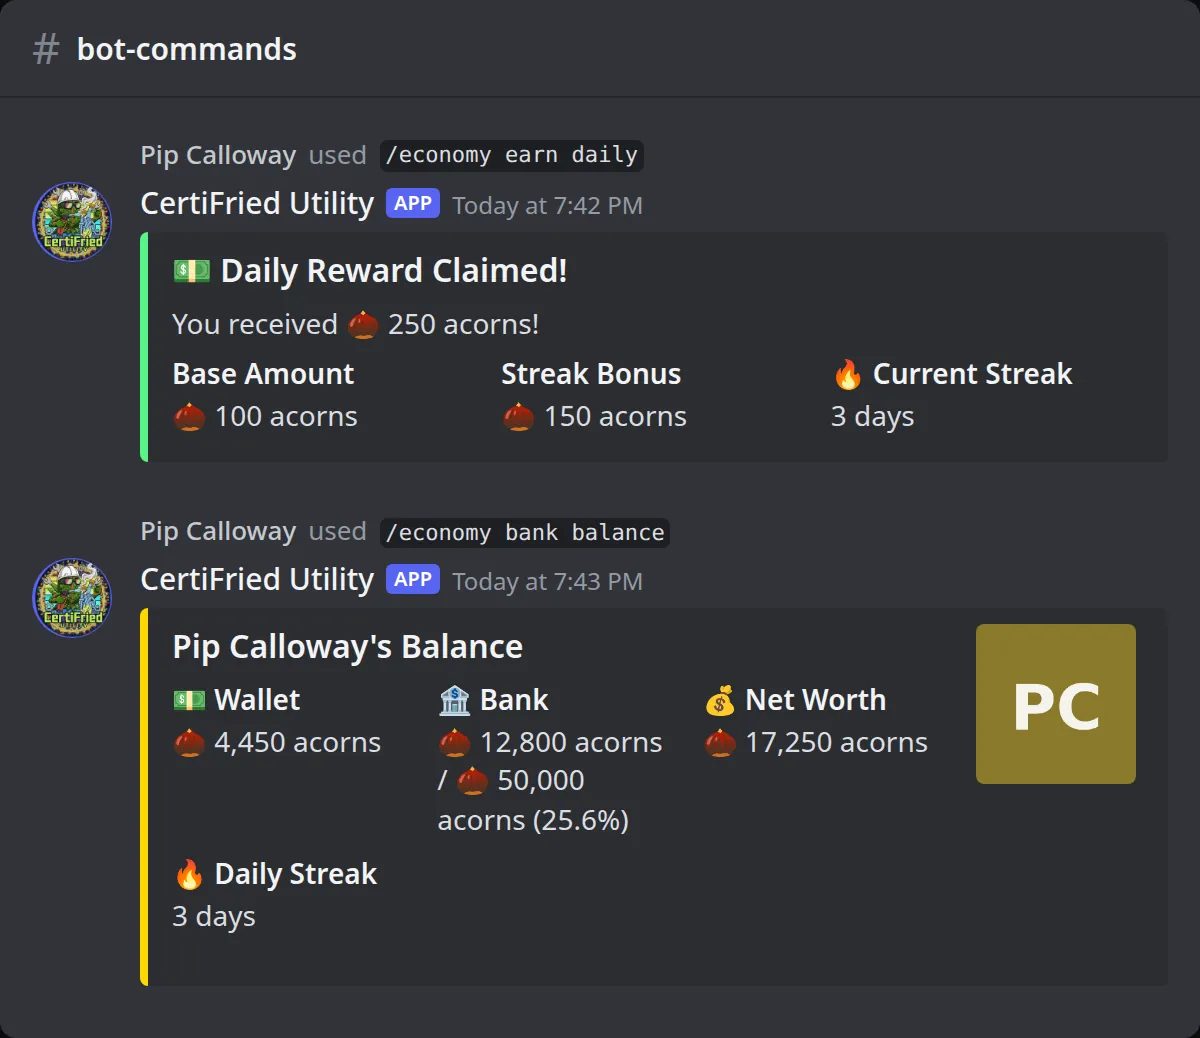 # bot-commands
Pip Calloway used /economy earn daily
CertiFried Utility APP Today at 7:42 PM
CertiFried
💵 Daily Reward Claimed!
You received 🌰 250 acorns!
Base Amount Streak Bonus 🔥 Current Streak
🌰 100 acorns 🌰 150 acorns 3 days
Pip Calloway used /economy bank balance
CertiFried Utility APP Today at 7:43 PM
CertiFried
Pip Calloway's Balance
PC
💵 Wallet 🏦 Bank 💰 Net Worth
🌰 4,450 acorns 🌰 12,800 acorns 🌰 17,250 acorns
/ 🌰 50,000
acorns (25.6%)
🔥 Daily Streak
3 days